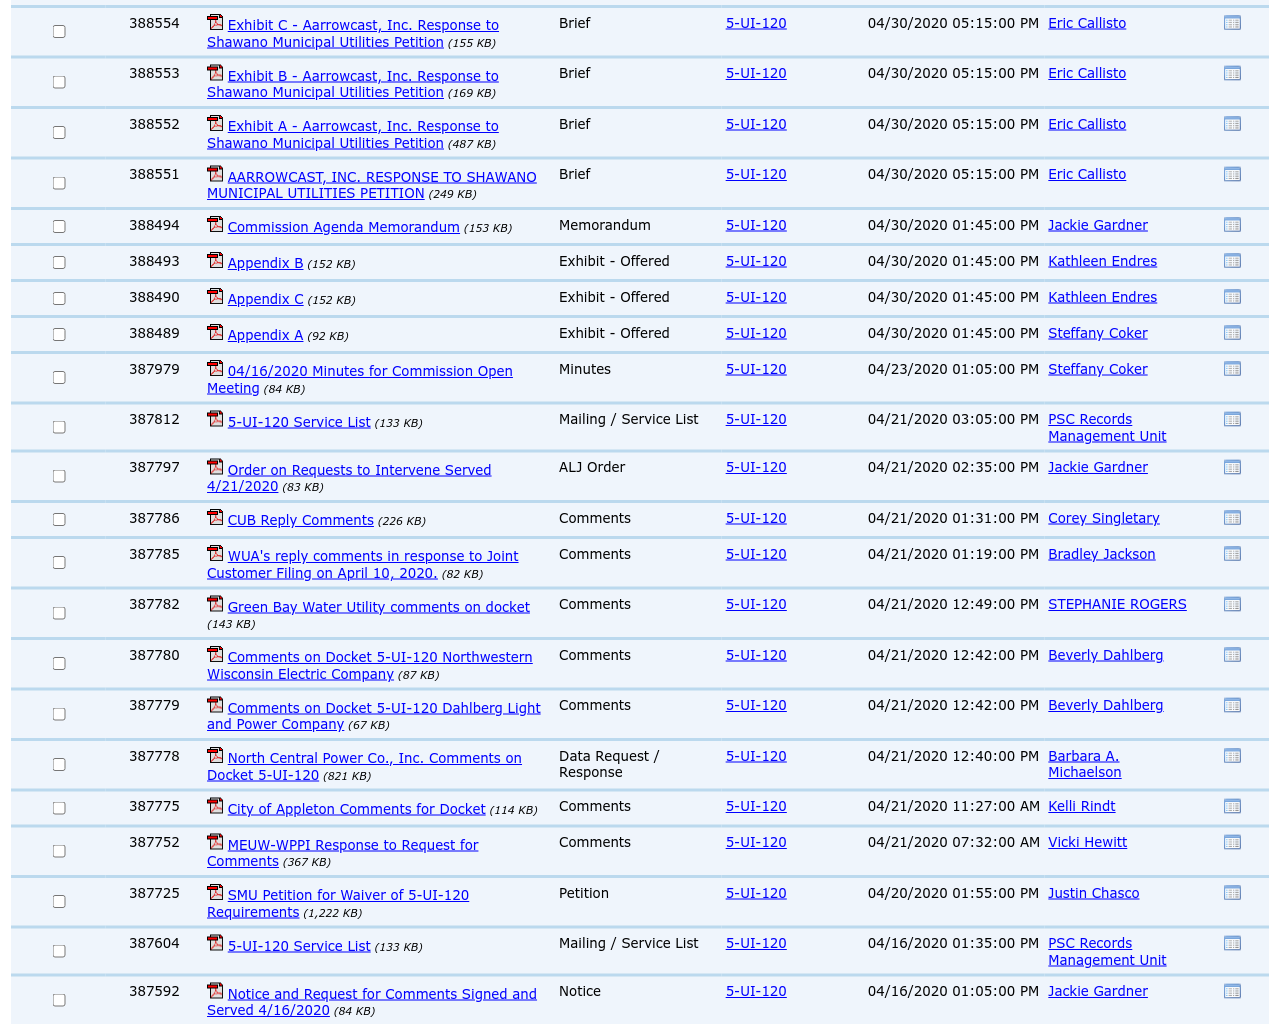 388554 Exhibit C - Aarrowcast, Inc. Response to Brief 5-UI-120 04/30/2020 05:15:00 PM Eric Callisto
Shawano Municipal Utilities Petition (155 KB)
388553 Exhibit B - Aarrowcast, Inc. Response to Brief 5-UI-120 04/30/2020 05:15:00 PM Eric Callisto
Shawano Municipal Utilities Petition (169 KB)
388552 Exhibit A - Aarrowcast, Inc. Response to Brief 5-UI-120 04/30/2020 05:15:00 PM Eric Callisto
Shawano Municipal Utilities Petition (487 KB)
388551 AARROWCAST, INC. RESPONSE TO SHAWANO Brief 5-UI-120 04/30/2020 05:15:00 PM Eric Callisto
MUNICIPAL UTILITIES PETITION (249 KB)
388494 Commission Agenda Memorandum (153 KB) Memorandum 5-UI-120 04/30/2020 01:45:00 PM Jackie Gardner
388493 Appendix B (152 KB) Exhibit - Offered 5-UI-120 04/30/2020 01:45:00 PM Kathleen Endres
388490 Appendix C (152 KB) Exhibit - Offered 5-UI-120 04/30/2020 01:45:00 PM Kathleen Endres
388489 Appendix A (92 KB) Exhibit - Offered 5-UI-120 04/30/2020 01:45:00 PM Steffany Coker
387979 04/16/2020 Minutes for Commission Open Minutes 5-UI-120 04/23/2020 01:05:00 PM Steffany Coker
Meeting (84 KB)
387812 5-UI-120 Service List (133 KB) Mailing / Service List 5-UI-120 04/21/2020 03:05:00 PM PSC Records
Management Unit
387797 Order on Requests to Intervene Served ALJ Order 5-UI-120 04/21/2020 02:35:00 PM Jackie Gardner
4/21/2020 (83 KB)
387786 CUB Reply Comments (226 KB) Comments 5-UI-120 04/21/2020 01:31:00 PM Corey Singletary
387785 WUA's reply comments in response to Joint Comments 5-UI-120 04/21/2020 01:19:00 PM Bradley Jackson
Customer Filing on April 10, 2020. (82 KB)
387782 Green Bay Water Utility comments on docket Comments 5-UI-120 04/21/2020 12:49:00 PM STEPHANIE ROGERS
(143 KB)
387780 Comments on Docket 5-UI-120 Northwestern Comments 5-UI-120 04/21/2020 12:42:00 PM Beverly Dahlberg
Wisconsin Electric Company (87 KB)
387779 Comments on Docket 5-UI-120 Dahlberg Light Comments 5-UI-120 04/21/2020 12:42:00 PM Beverly Dahlberg
and Power Company (67 KB)
387778 North Central Power Co., Inc. Comments on Data Request / 5-UI-120 04/21/2020 12:40:00 PM Barbara A.
Docket 5-UI-120 (821 KB) Response Michaelson
387775 City of Appleton Comments for Docket (114 KB) Comments 5-UI-120 04/21/2020 11:27:00 AM Kelli Rindt
387752 MEUW-WPPI Response to Request for Comments 5-UI-120 04/21/2020 07:32:00 AM Vicki Hewitt
Comments (367 KB)
387725 SMU Petition for Waiver of 5-UI-120 Petition 5-UI-120 04/20/2020 01:55:00 PM Justin Chasco
Requirements (1,222 KB)
387604 5-UI-120 Service List (133 KB) Mailing / Service List 5-UI-120 04/16/2020 01:35:00 PM PSC Records
Management Unit
387592 Notice and Request for Comments Signed and Notice 5-UI-120 04/16/2020 01:05:00 PM Jackie Gardner
Served 4/16/2020 (84 KB)